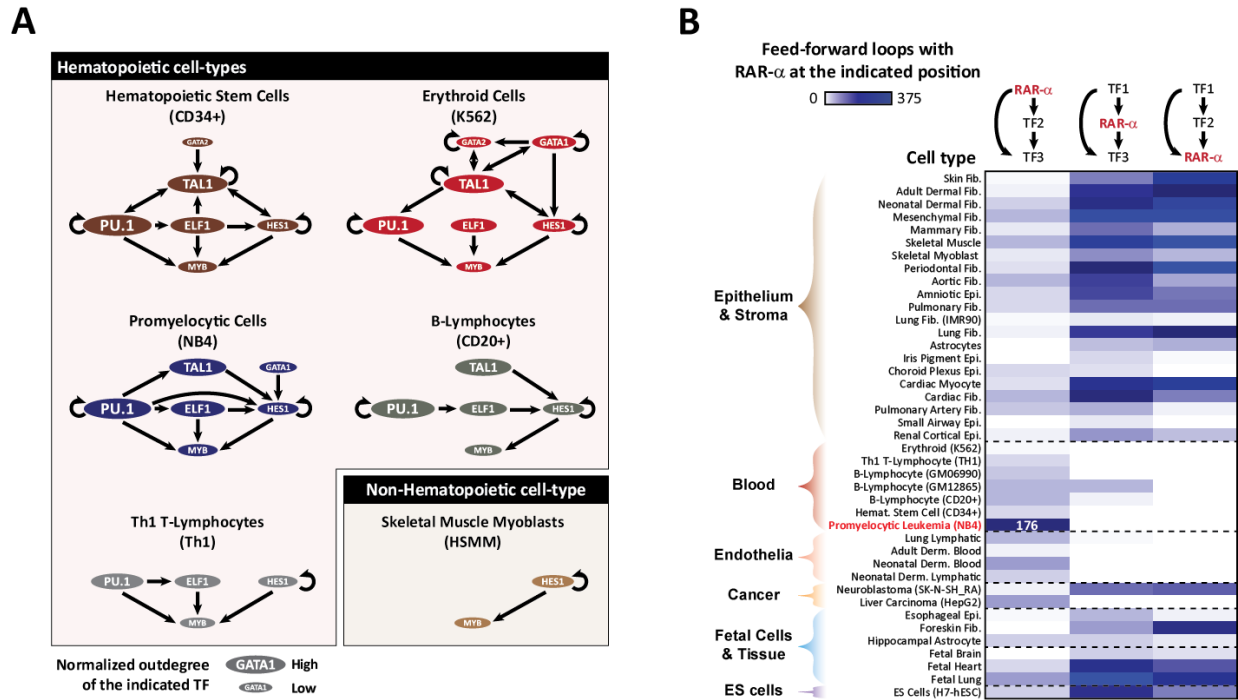 A
Hematopoietic cell-types
Hematopoietic Stem Cells
(CD34+)
GATA2
TAL1
PU.1
ELF1
HES1
MYB
Erythroid Cells
(K562)
GATA2
GATA1
TAL1
PU.1
ELF1
HES1
MYB
Promyelocytic Cells
(NB4)
TAL1
GATA1
PU.1
ELF1
HES1
MYB
B-Lymphocytes
(CD20+)
TAL1
PU.1
ELF1
HES1
MYB
Th1 T-Lymphocytes
(Th1)
PU.1
ELF1
HES1
MYB
Non-Hematopoietic cell-type
Skeletal Muscle Myoblasts
(HSMM)
HES1
MYB
Normalized outdegree
of the indicated TF
GATA1 High
GATA1 Low
B
Feed-forward loops with
RAR-α at the indicated position
0 375
RAR-α TF1 TF1
TF2 RAR-α TF2
TF3 TF3 RAR-α
Cell type
Epithelium
& Stroma
Skin Fib.
Adult Dermal Fib.
Neonatal Dermal Fib.
Mesenchymal Fib.
Mammary Fib.
Skeletal Muscle
Skeletal Myoblast
Periodontal Fib.
Aortic Fib.
Amniotic Epi.
Pulmonary Fib.
Lung Fib. (IMR90)
Lung Fib.
Astrocytes
Iris Pigment Epi.
Choroid Plexus Epi.
Cardiac Myocyte
Cardiac Fib.
Pulmonary Artery Fib.
Small Airway Epi.
Renal Cortical Epi.
Blood
Erythroid (K562)
Th1 T-Lymphocyte (TH1)
B-Lymphocyte (GM06990)
B-Lymphocyte (GM12865)
B-Lymphocyte (CD20+)
Hemat. Stem Cell (CD34+)
Promyelocytic Leukemia (NB4) 176
Endothelia
Lung Lymphatic
Adult Derm. Blood
Neonatal Derm. Blood
Neonatal Derm. Lymphatic
Cancer
Neuroblastoma (SK-N-SH_RA)
Liver Carcinoma (HepG2)
Fetal Cells
& Tissue
Esophageal Epi.
Foreskin Fib.
Hippocampal Astrocyte
Fetal Brain
Fetal Heart
Fetal Lung
ES cells
ES Cells (H7-hESC)